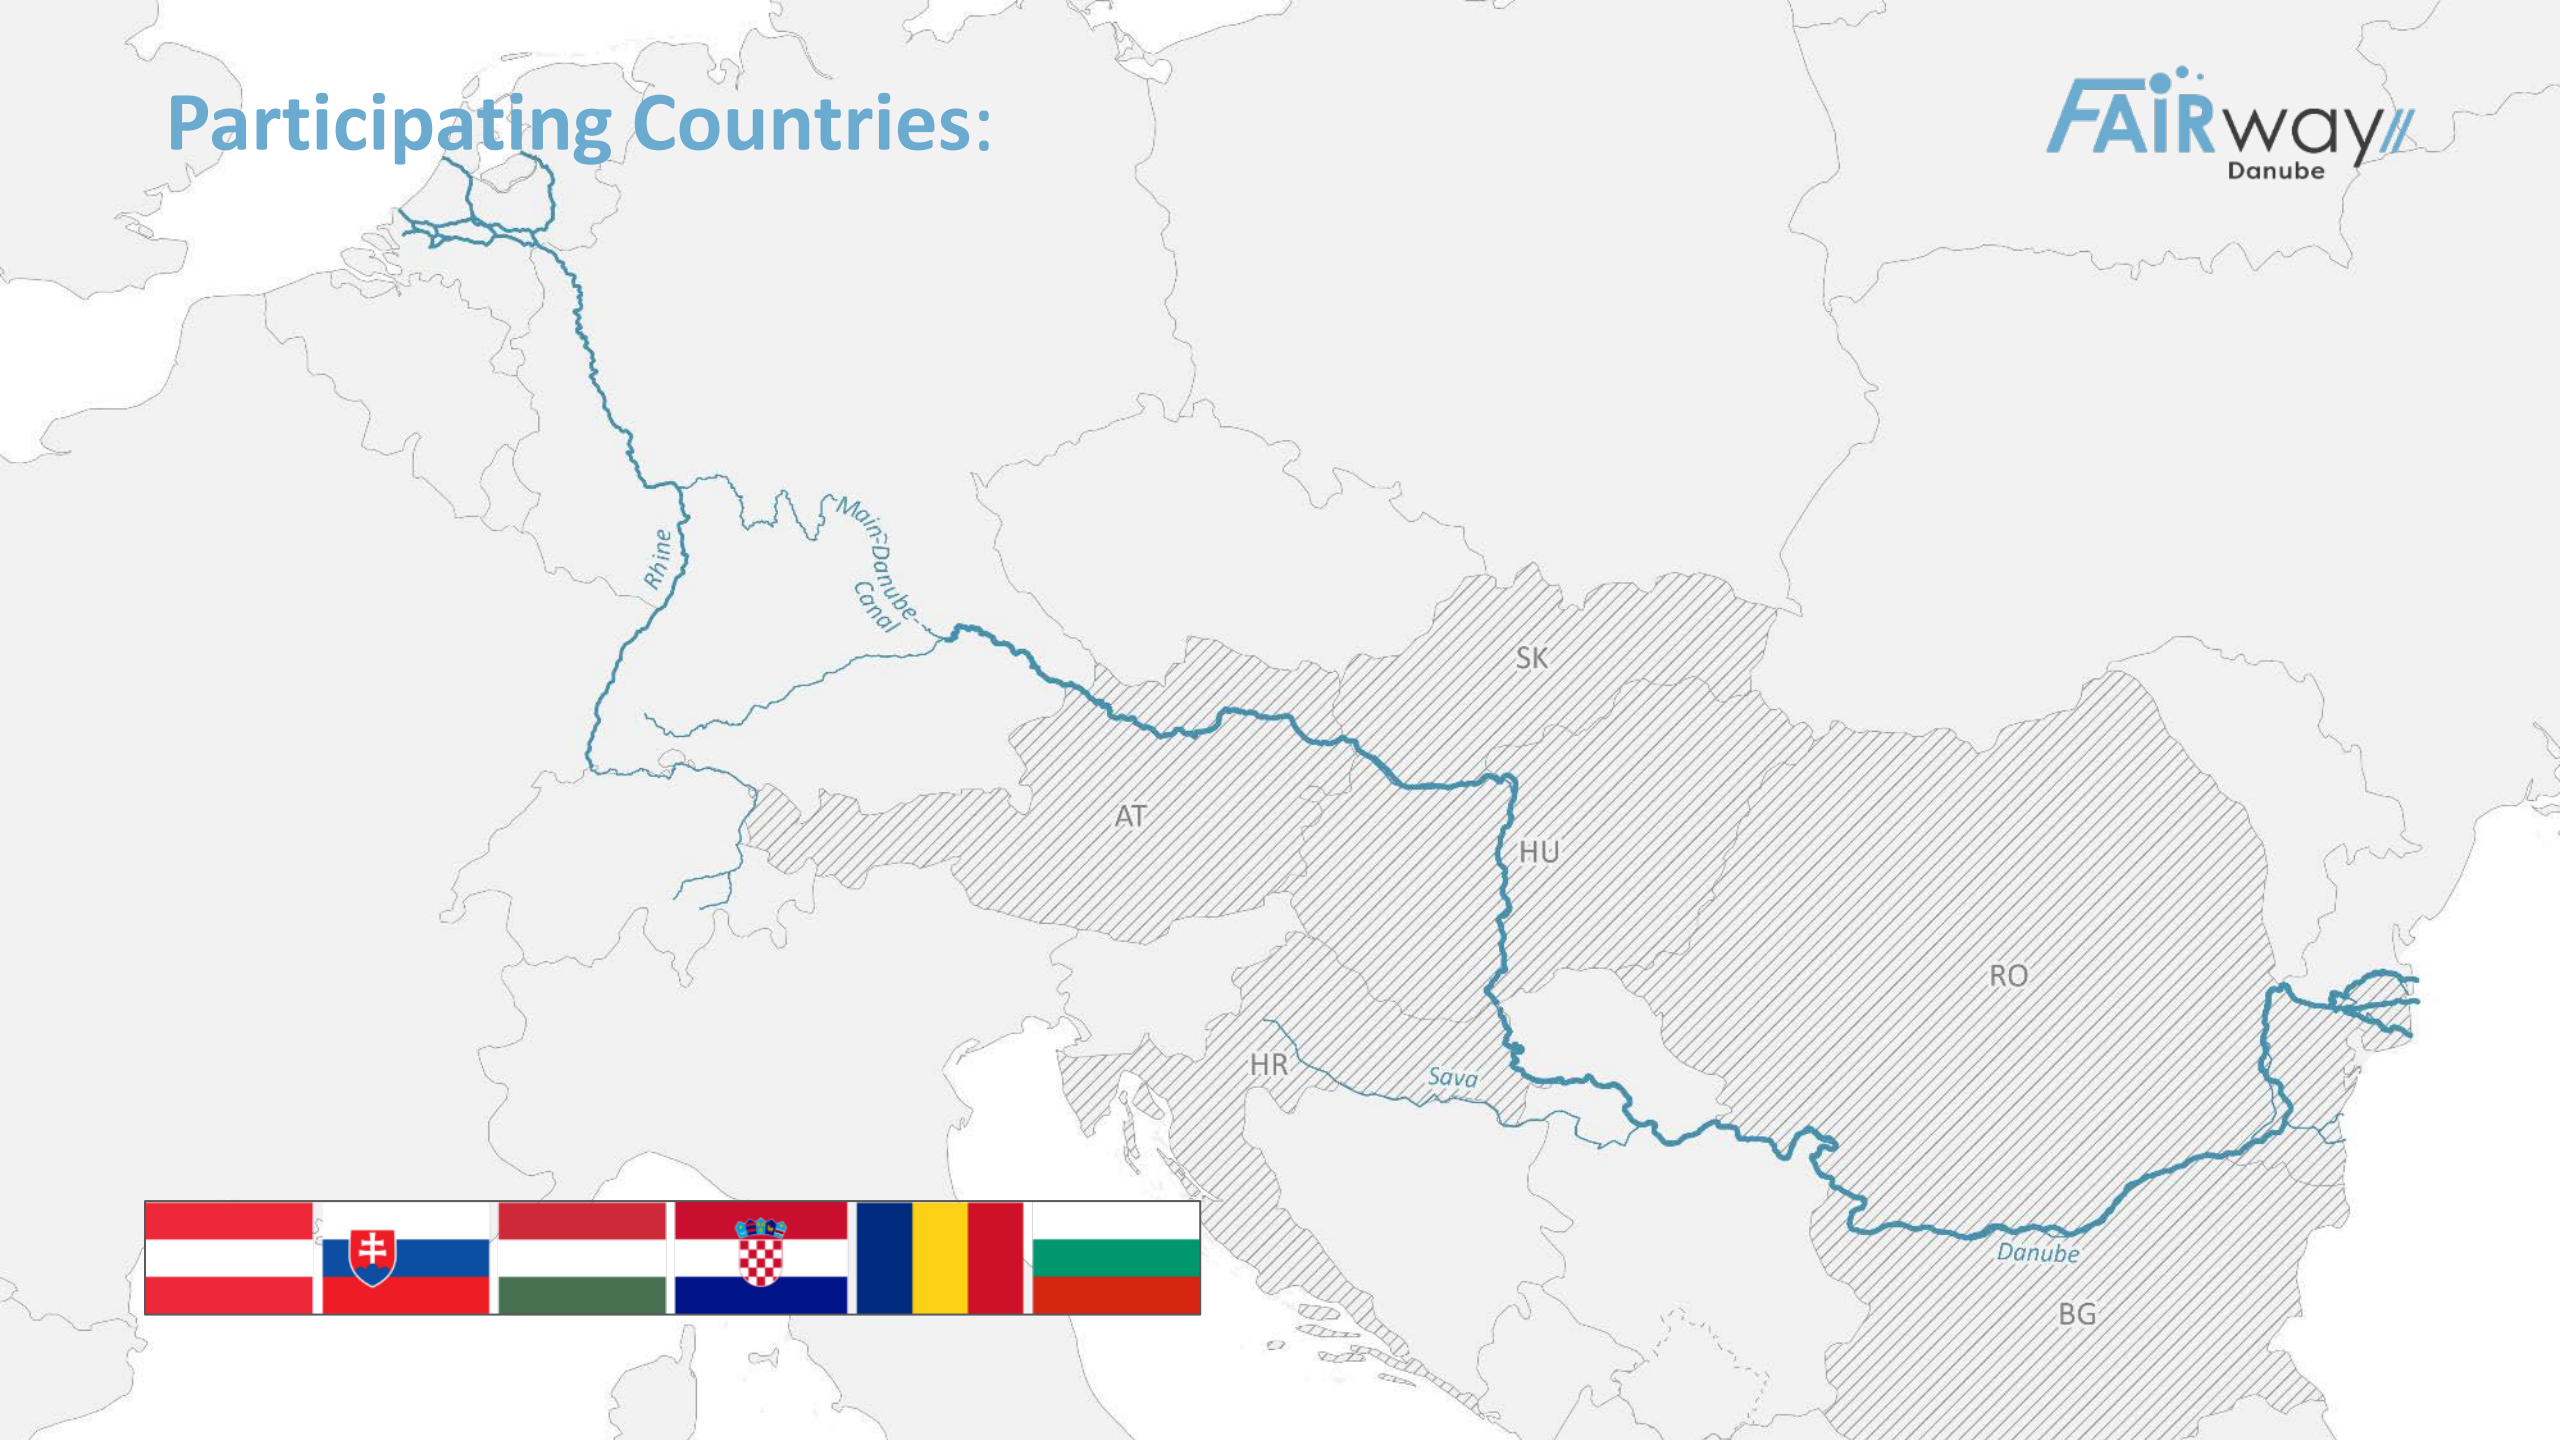 Participating Countries:
FAiRway
Danube
Rhine
Main-Danube-
Canal
SK
AT
HU
RO
HR
Sava
Danube
BG